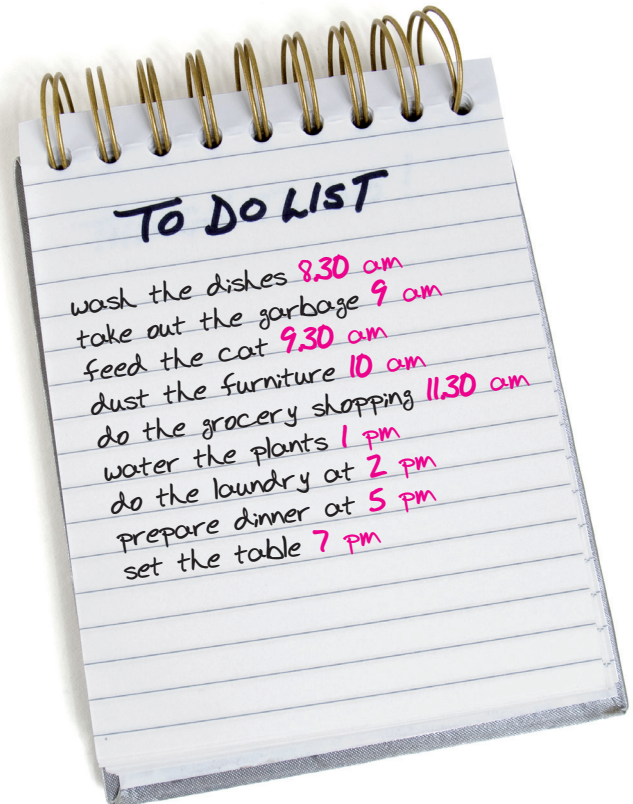 TO DO LIST
wash the dishes 8.30 am
take out the garbage 9 am
feed the cat 9.30 am
dust the furniture 10 am
do the grocery shopping 11.30 am
water the plants 1 pm
do the laundry at 2 pm
prepare dinner at 5 pm
set the table 7 pm